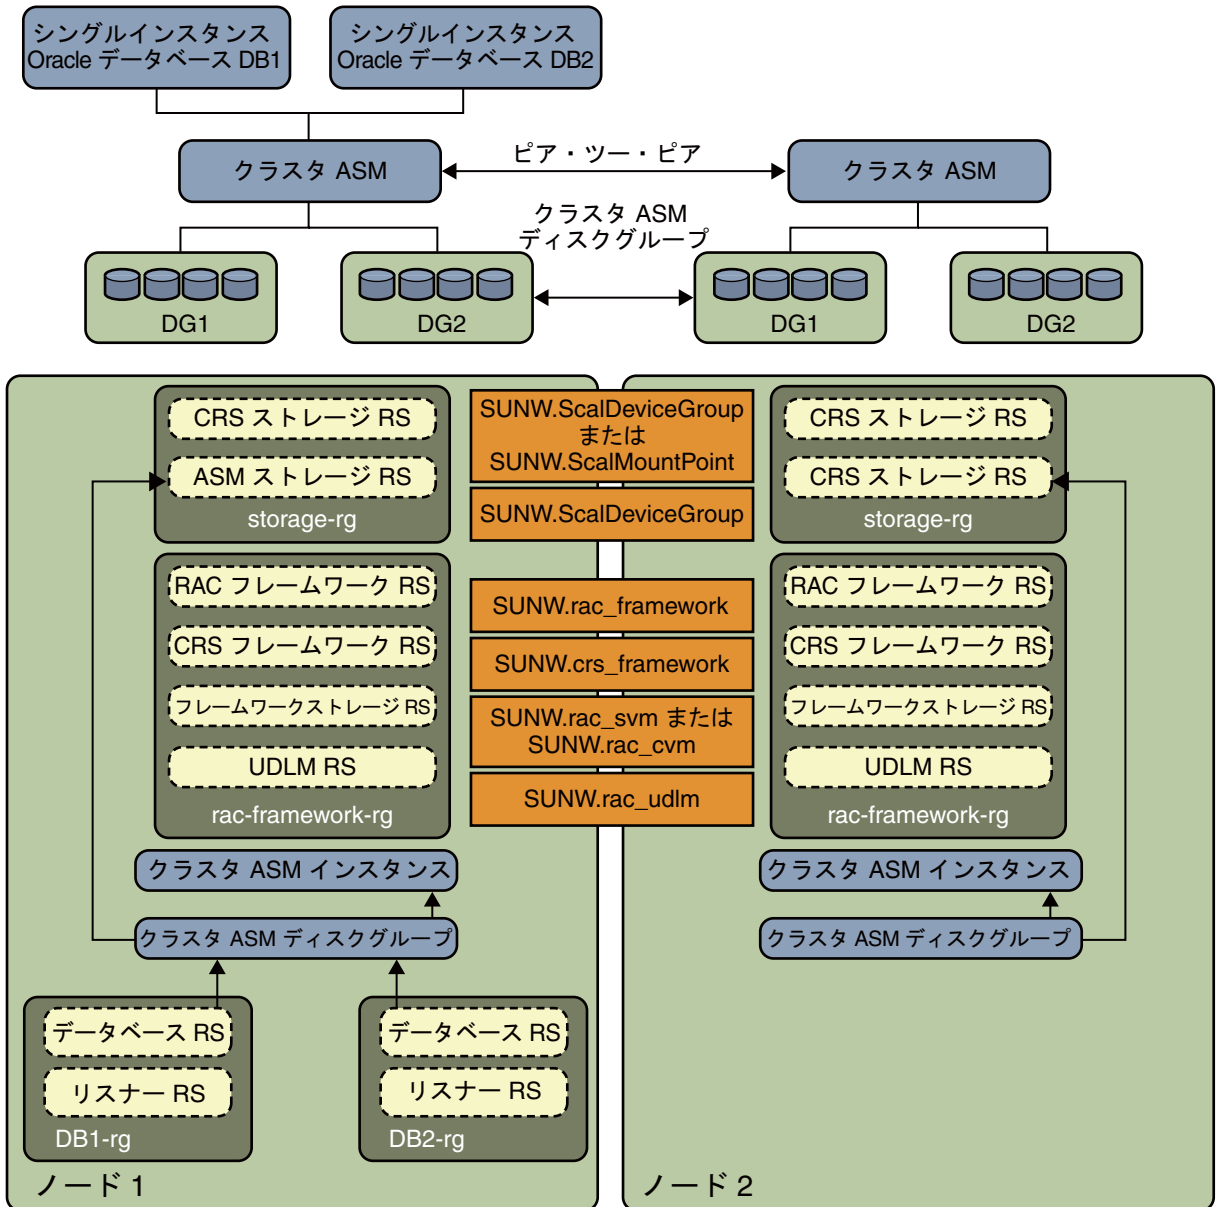 シングルインスタンス
Oracle データベース DB1
シングルインスタンス
Oracle データベース DB2
クラスタ ASM
ピア・ツー・ピア
クラスタ ASM
クラスタ ASM
ディスクグループ
DG1
DG2
DG1
DG2
CRS ストレージ RS
ASM ストレージ RS
storage-rg
SUNW.ScalDeviceGroup
または
SUNW.ScalMountPoint
SUNW.ScalDeviceGroup
CRS ストレージ RS
CRS ストレージ RS
storage-rg
RAC フレームワーク RS
CRS フレームワーク RS
フレームワークストレージ RS
UDLM RS
rac-framework-rg
SUNW.rac_framework
SUNW.crs_framework
SUNW.rac_svm または
SUNW.rac_cvm
SUNW.rac_udlm
RAC フレームワーク RS
CRS フレームワーク RS
フレームワークストレージ RS
UDLM RS
rac-framework-rg
クラスタ ASM インスタンス
クラスタ ASM ディスクグループ
クラスタ ASM インスタンス
クラスタ ASM ディスクグループ
データベース RS
リスナー RS
DB1-rg
データベース RS
リスナー RS
DB2-rg
ノード 1
ノード 2